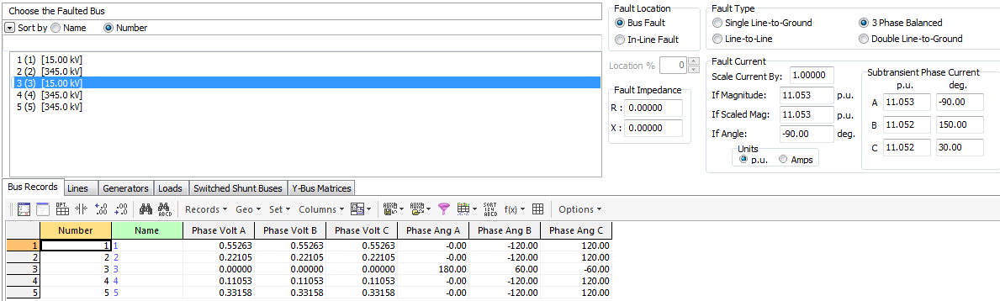 Choose the Faulted Bus
Sort by Name Number
1 (1) [15.00 kV]
2 (2) [345.0 kV]
3 (3) [15.00 kV]
4 (4) [345.0 kV]
5 (5) [345.0 kV]
Fault Location
Bus Fault
In-Line Fault
Location % 0
Fault Impedance
R : 0.00000
X : 0.00000
Fault Type
Single Line-to-Ground 3 Phase Balanced
Line-to-Line Double Line-to-Ground
Fault Current
Scale Current By: 1.00000
If Magnitude: 11.053 p.u.
If Scaled Mag: 11.053 p.u.
If Angle: -90.00 deg.
Units
p.u. Amps
Subtransient Phase Current
p.u. deg.
A 11.053 -90.00
B 11.052 150.00
C 11.052 30.00
Bus Records Lines Generators Loads Switched Shunt Buses Y-Bus Matrices
Records Geo Set Columns f(x) Options
Number Name Phase Volt A Phase Volt B Phase Volt C Phase Ang A Phase Ang B Phase Ang C
1 1 1 0.55263 0.55263 0.55263 -0.00 -120.00 120.00
2 2 2 0.22105 0.22105 0.22105 -0.00 -120.00 120.00
3 3 3 0.00000 0.00000 0.00000 180.00 60.00 -60.00
4 4 4 0.11053 0.11053 0.11053 -0.00 -120.00 120.00
5 5 5 0.33158 0.33158 0.33158 -0.00 -120.00 120.00